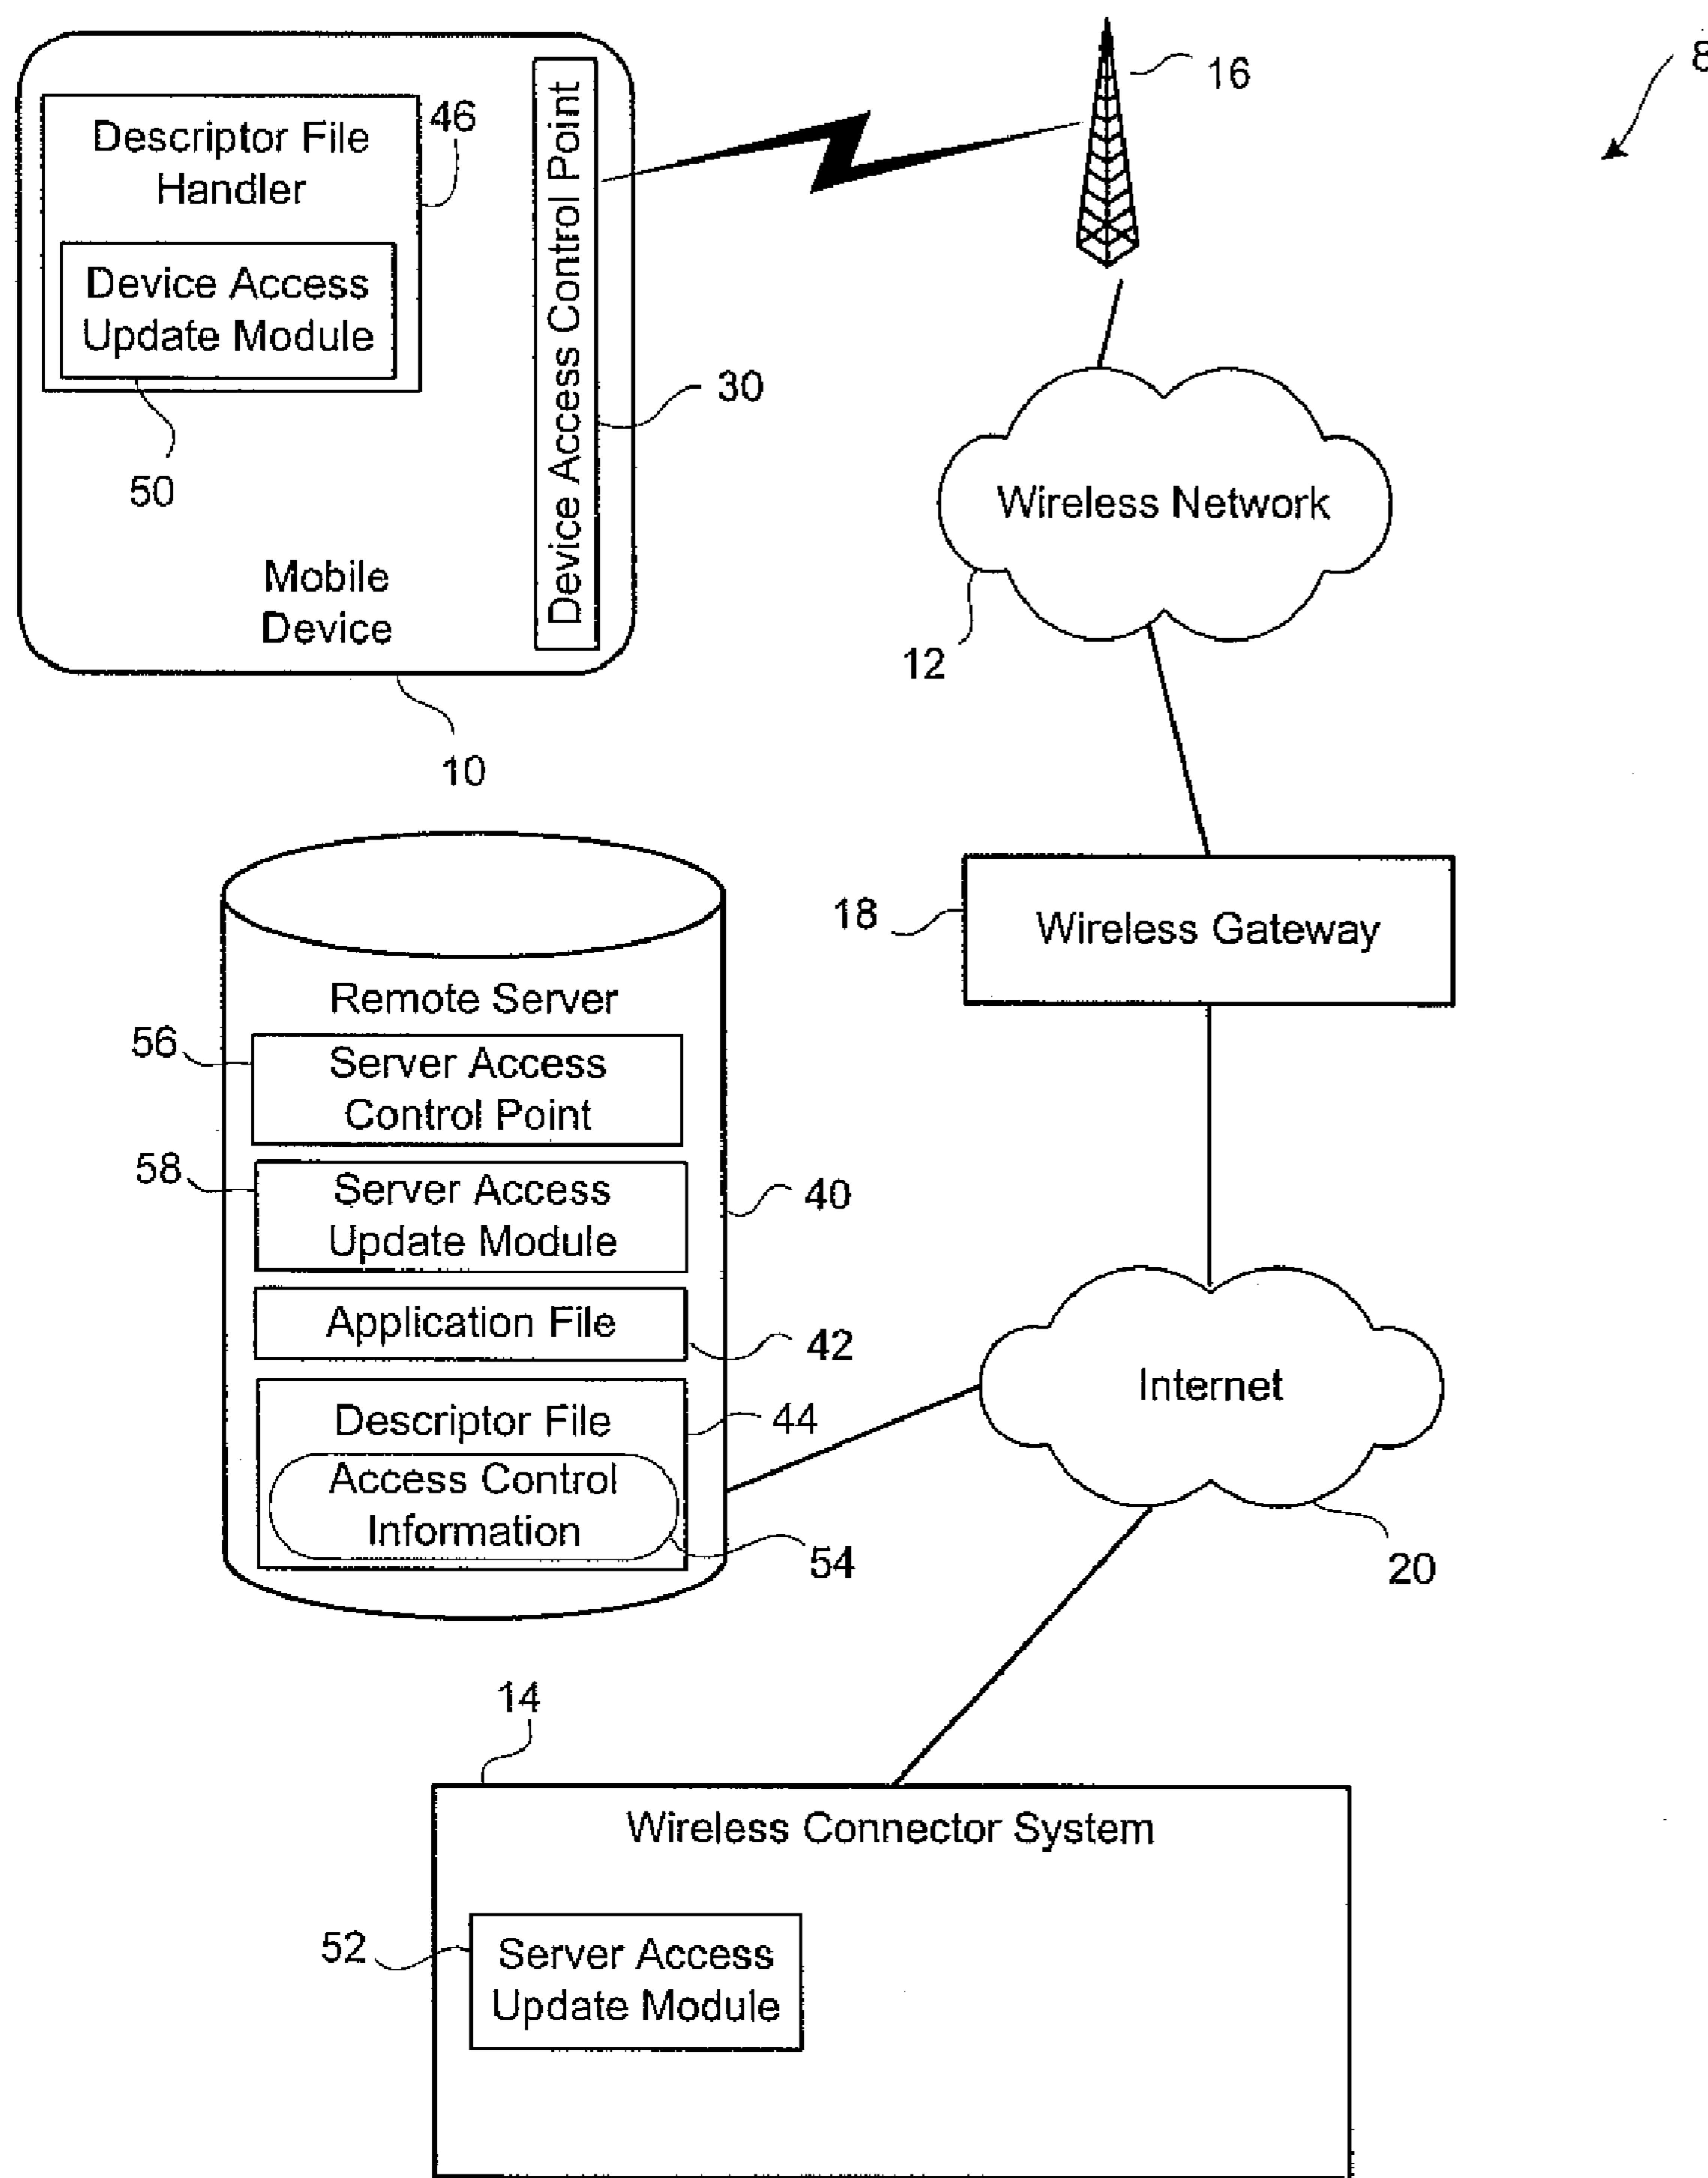 8
16
Descriptor File
Handler
46
Device Access
Update Module
50
Device Access Control Point
30
Mobile
Device
10
Wireless Network
12
18
Wireless Gateway
Remote Server
56
Server Access
Control Point
58
Server Access
Update Module
40
Application File
42
Descriptor File
44
Access Control
Information
54
Internet
20
14
Wireless Connector System
52
Server Access
Update Module